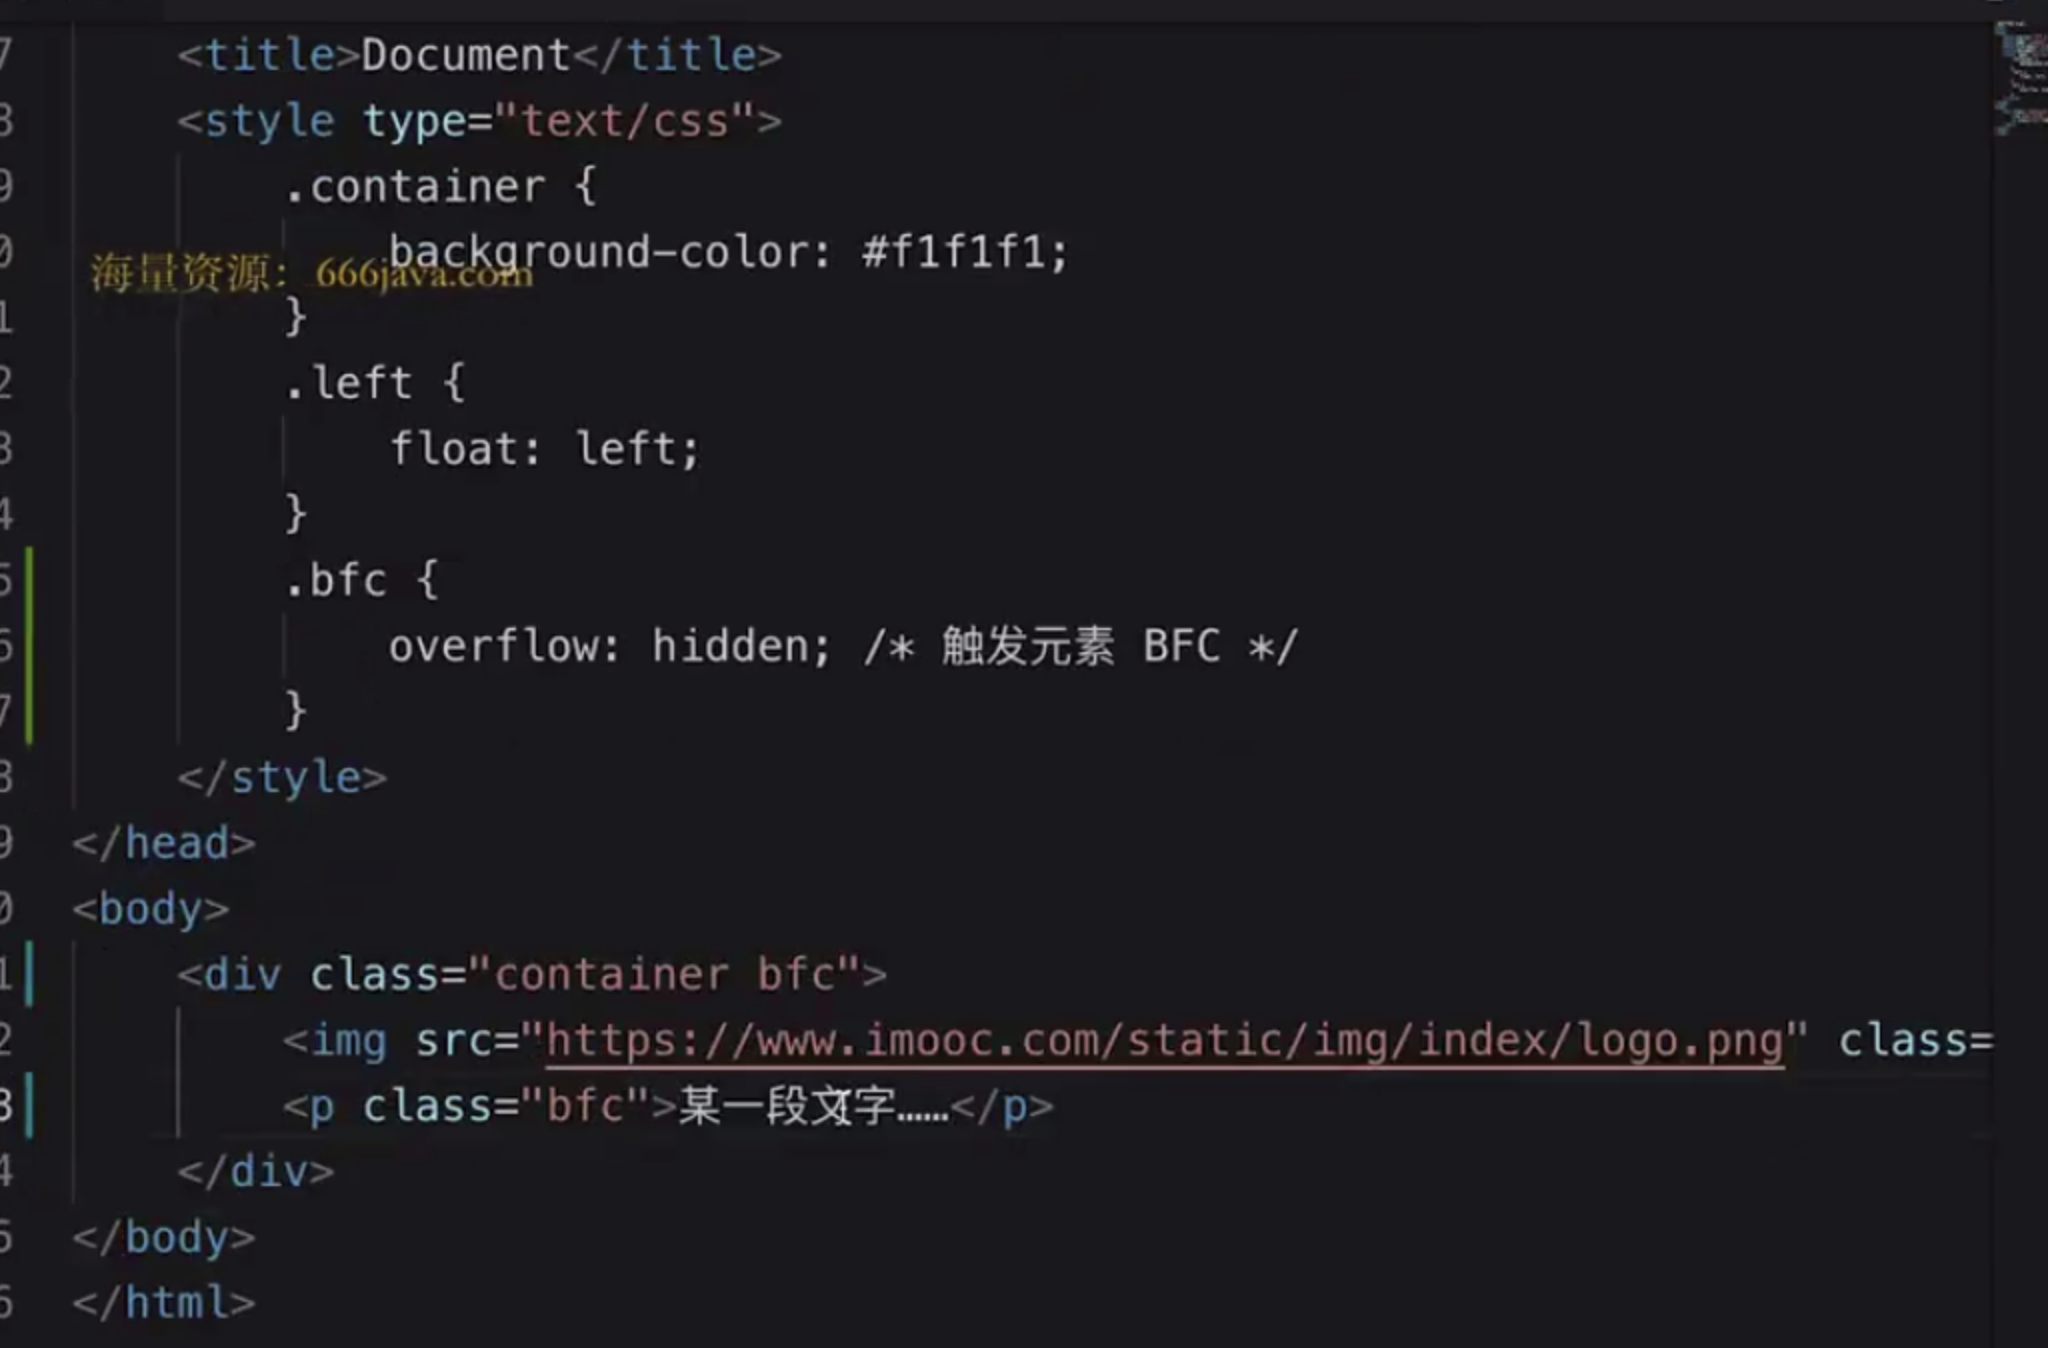 7 <title>Document</title>
8 <style type="text/css">
9 .container {
0 background-color: #f1f1f1;
海量资源：666java.com
1 }
2 .left {
3 float: left;
4 }
5 .bfc {
6 overflow: hidden; /* 触发元素 BFC */
7 }
8 </style>
9 </head>
0 <body>
1 <div class="container bfc">
2 <img src="https://www.imooc.com/static/img/index/logo.png" class=
3 <p class="bfc">某一段文字……</p>
4 </div>
5 </body>
6 </html>